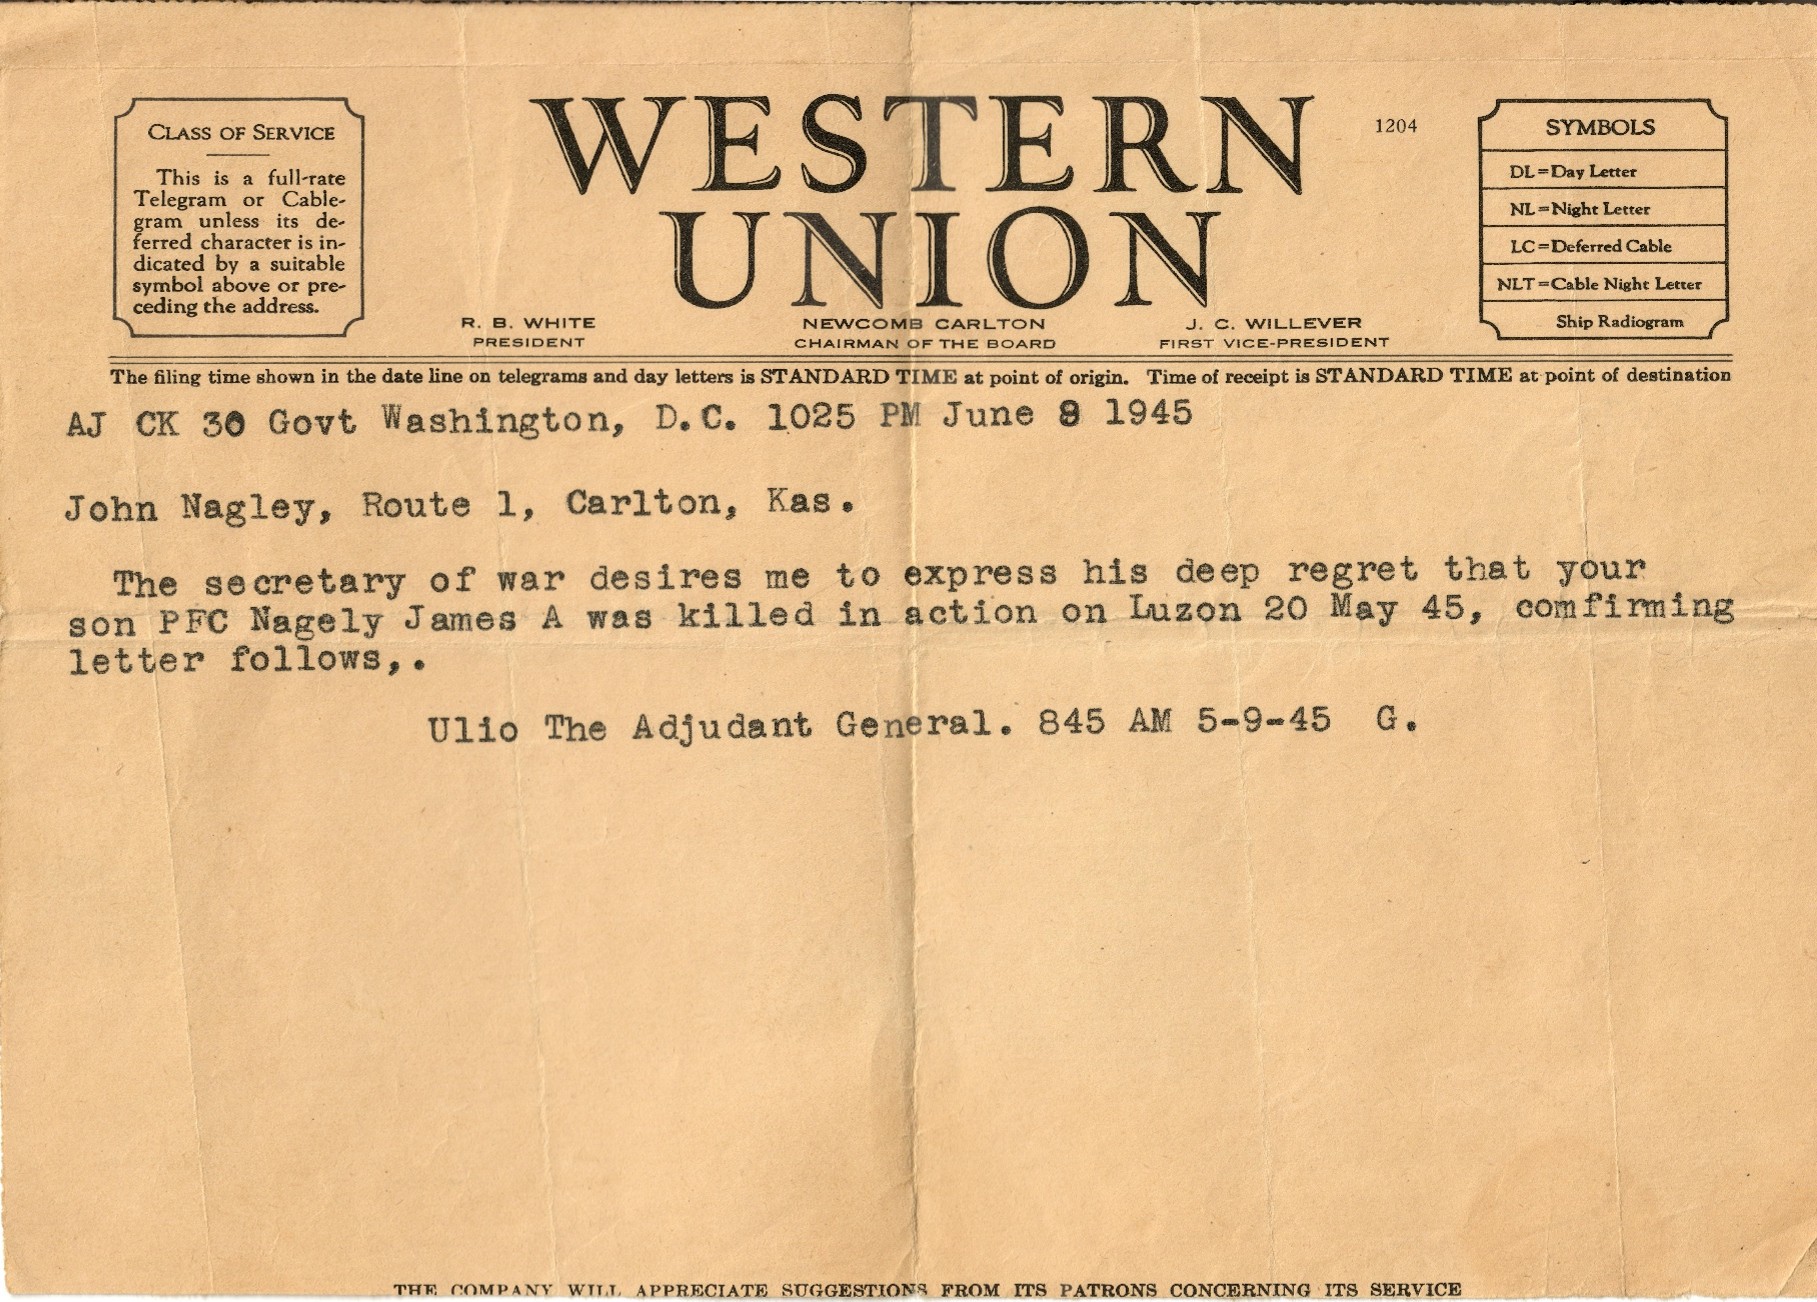 CLASS OF SERVICE
This is a full-rate
Telegram or Cable-
gram unless its de-
ferred character is in-
dicated by a suitable
symbol above or pre-
ceding the address.
WESTERN
UNION
1204
R. B. WHITE
PRESIDENT
NEWCOMB CARLTON
CHAIRMAN OF THE BOARD
J. C. WILLEVER
FIRST VICE-PRESIDENT
SYMBOLS
DL=Day Letter
NL=Night Letter
LC=Deferred Cable
NLT=Cable Night Letter
Ship Radiogram
The filing time shown in the date line on telegrams and day letters is STANDARD TIME at point of origin. Time of receipt is STANDARD TIME at point of destination
AJ CK 30 Govt Washington, D.C. 1025 PM June 8 1945
John Nagley, Route 1, Carlton, Kas.
The secretary of war desires me to express his deep regret that your
son PFC Nagely James A was killed in action on Luzon 20 May 45, comfirming
letter follows,.
Ulio The Adjudant General. 845 AM 5-9-45 G.
THE COMPANY WILL APPRECIATE SUGGESTIONS FROM ITS PATRONS CONCERNING ITS SERVICE